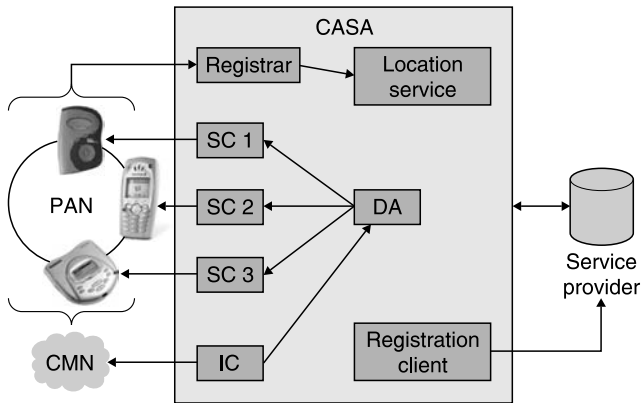 CASA
Registrar
Location
service
SC 1
PAN
SC 2
DA
SC 3
Service
provider
CMN
IC
Registration
client